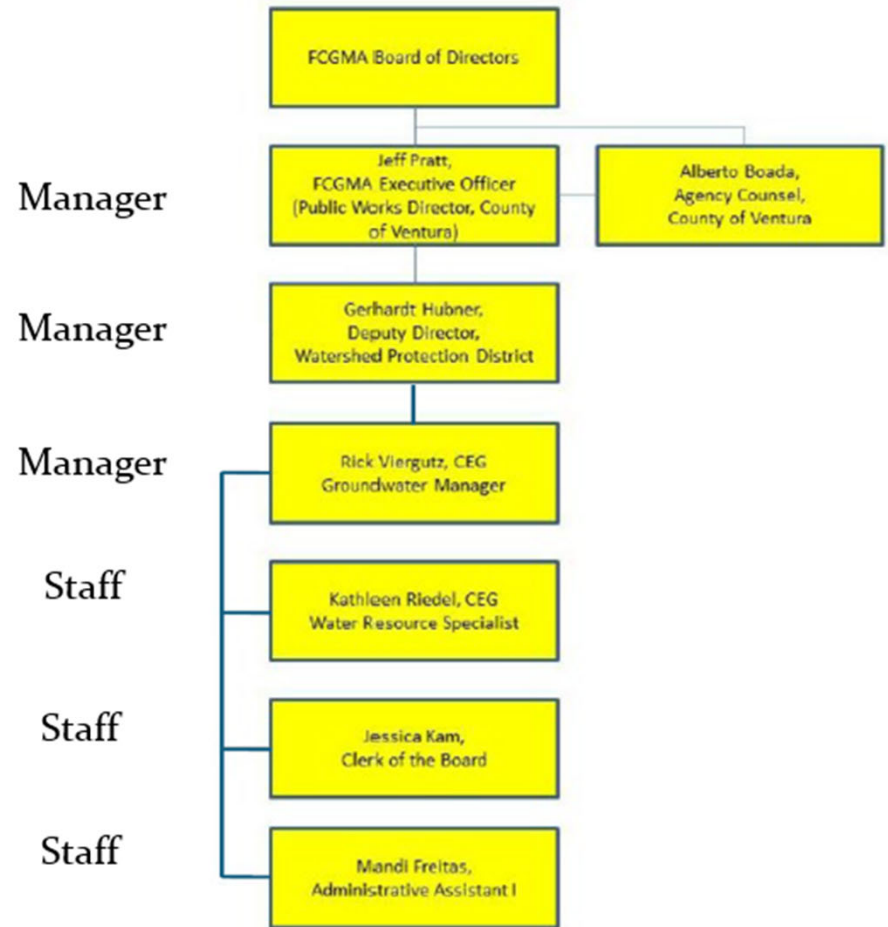 FCGMA Board of Directors
Manager
Jeff Pratt,
FCGMA Executive Officer
(Public Works Director, County
of Ventura)
Alberto Boada,
Agency Counsel,
County of Ventura
Manager
Gerhardt Hubner,
Deputy Director,
Watershed Protection District
Manager
Rick Viergutz, CEG
Groundwater Manager
Staff
Kathleen Riedel, CEG
Water Resource Specialist
Staff
Jessica Kam,
Clerk of the Board
Staff
Mandi Freitas,
Administrative Assistant I